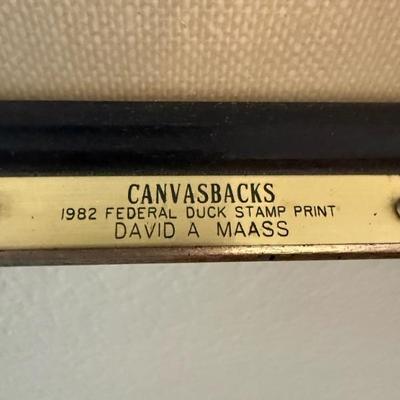 CANVASBACKS
1982 FEDERAL DUCK STAMP PRINT
DAVID A MAASS